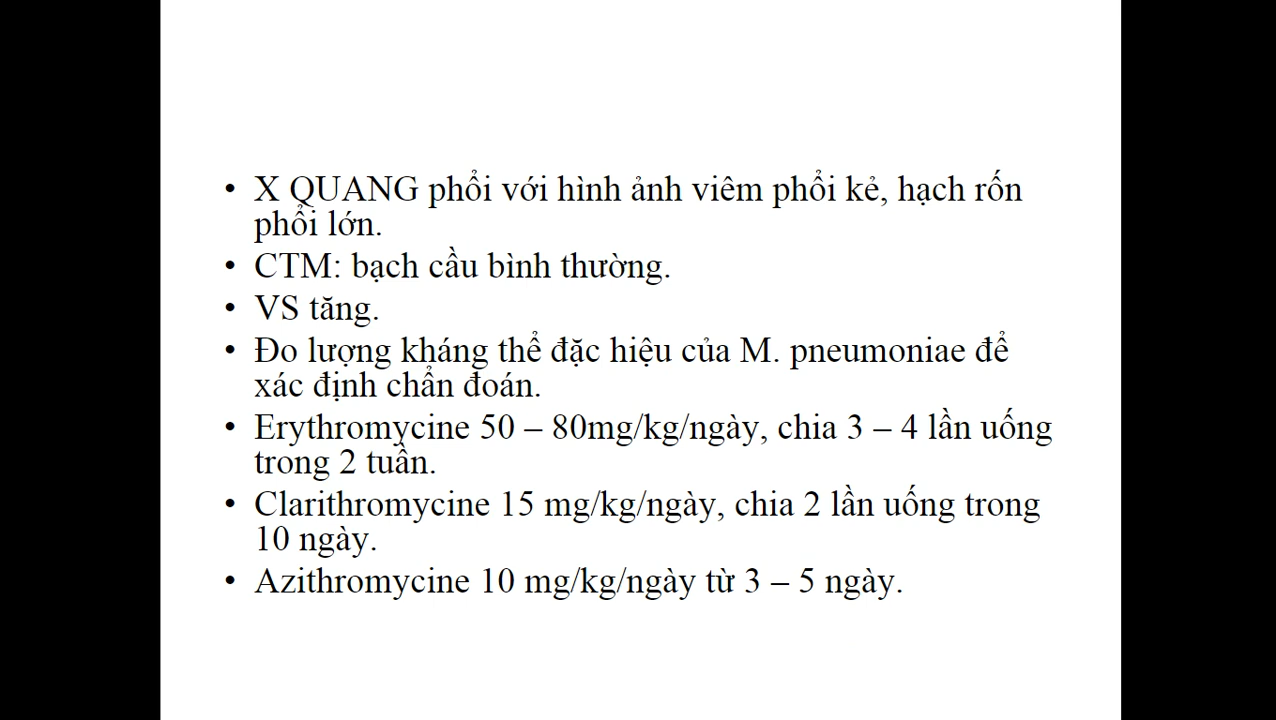 • X QUANG phổi với hình ảnh viêm phổi kẻ, hạch rốn
phổi lớn.
• CTM: bạch cầu bình thường.
• VS tăng.
• Đo lượng kháng thể đặc hiệu của M. pneumoniae để
xác định chẩn đoán.
• Erythromycine 50 – 80mg/kg/ngày, chia 3 – 4 lần uống
trong 2 tuần.
• Clarithromycine 15 mg/kg/ngày, chia 2 lần uống trong
10 ngày.
• Azithromycine 10 mg/kg/ngày từ 3 – 5 ngày.